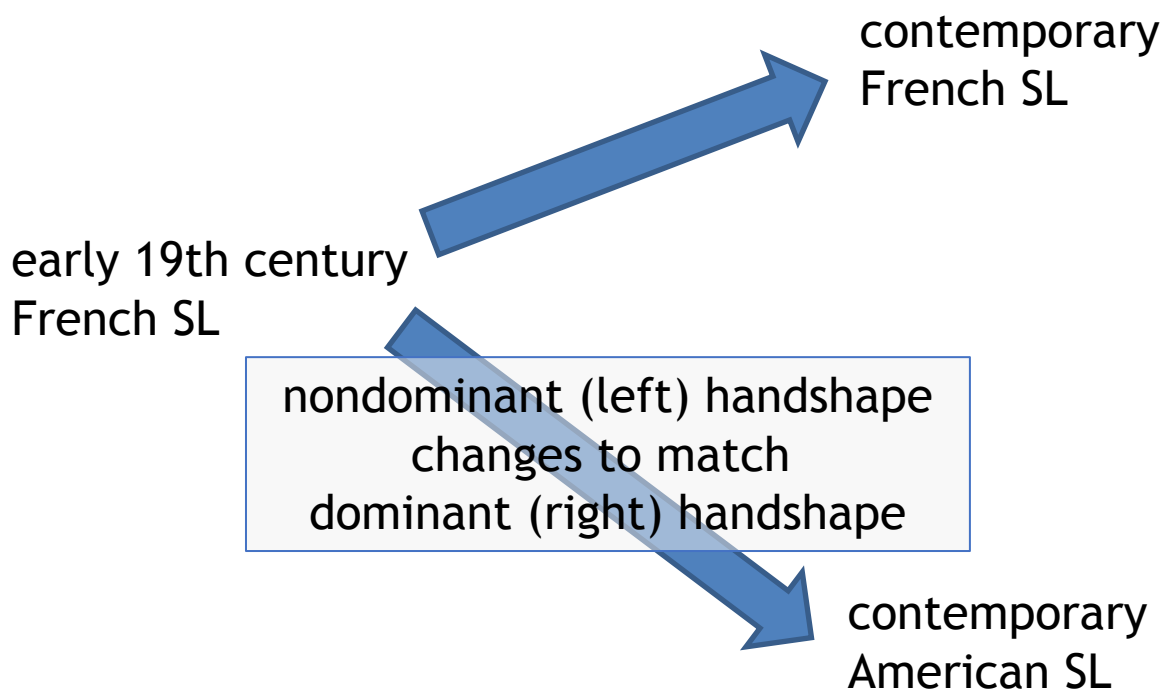 contemporary
French SL
early 19th century
French SL
nondominant (left) handshape
changes to match
dominant (right) handshape
contemporary
American SL